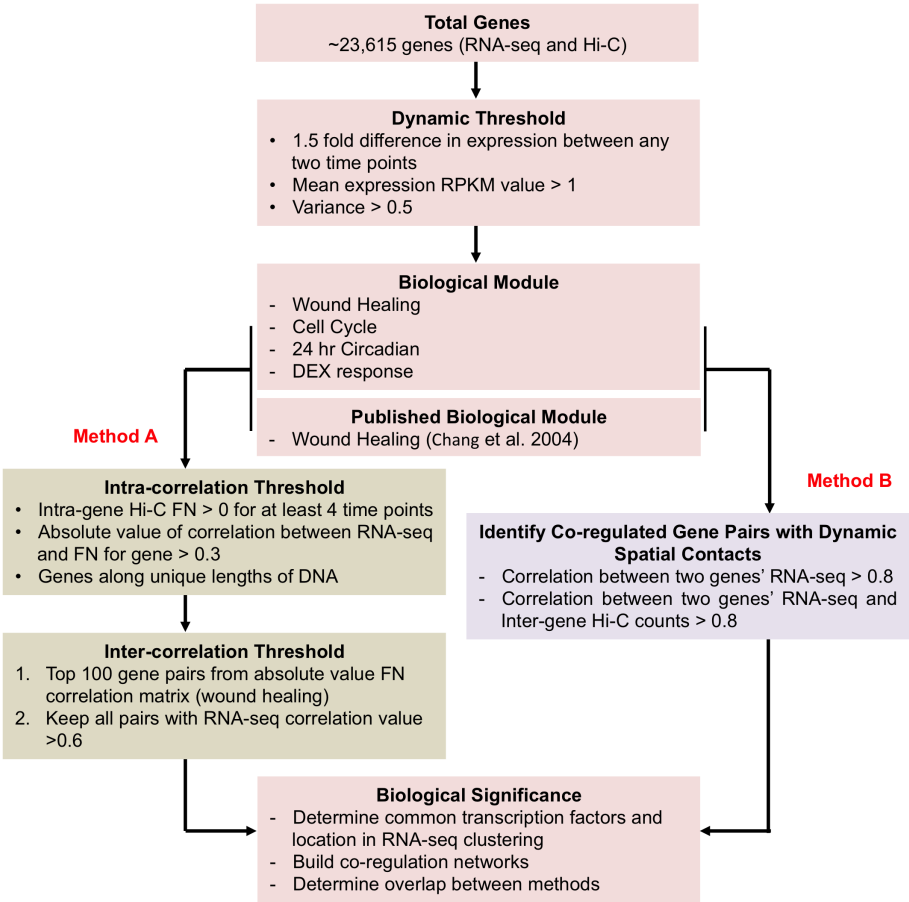 Total Genes
~23,615 genes (RNA-seq and Hi-C)
Dynamic Threshold
• 1.5 fold difference in expression between any
two time points
• Mean expression RPKM value > 1
• Variance > 0.5
Biological Module
- Wound Healing
- Cell Cycle
- 24 hr Circadian
- DEX response
Published Biological Module
- Wound Healing (Chang et al. 2004)
Method A
Intra-correlation Threshold
• Intra-gene Hi-C FN > 0 for at least 4 time points
• Absolute value of correlation between RNA-seq
and FN for gene > 0.3
• Genes along unique lengths of DNA
Inter-correlation Threshold
1. Top 100 gene pairs from absolute value FN
correlation matrix (wound healing)
2. Keep all pairs with RNA-seq correlation value
>0.6
Method B
Identify Co-regulated Gene Pairs with Dynamic
Spatial Contacts
- Correlation between two genes’ RNA-seq > 0.8
- Correlation between two genes’ RNA-seq and
Inter-gene Hi-C counts > 0.8
Biological Significance
- Determine common transcription factors and
location in RNA-seq clustering
- Build co-regulation networks
- Determine overlap between methods